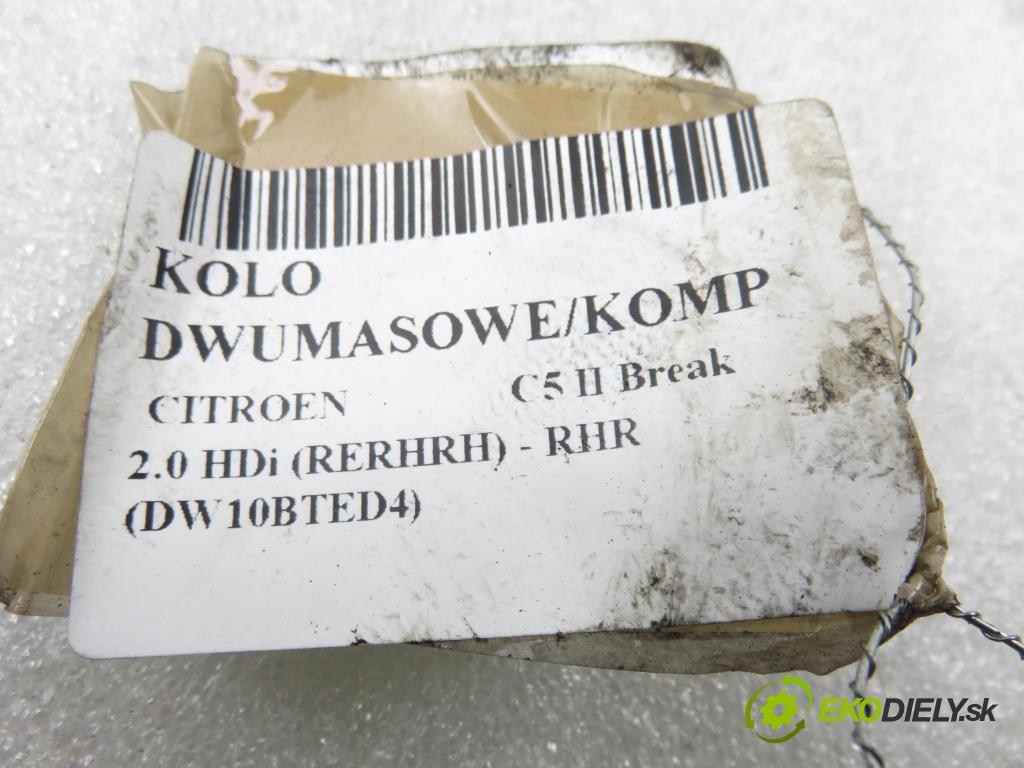 KOLO
DWUMASOWE/KOMP
CITROEN C5 II Break
2.0 HDi (RERHRH) - RHR
(DW10BTED4)
EKODIELY.sk